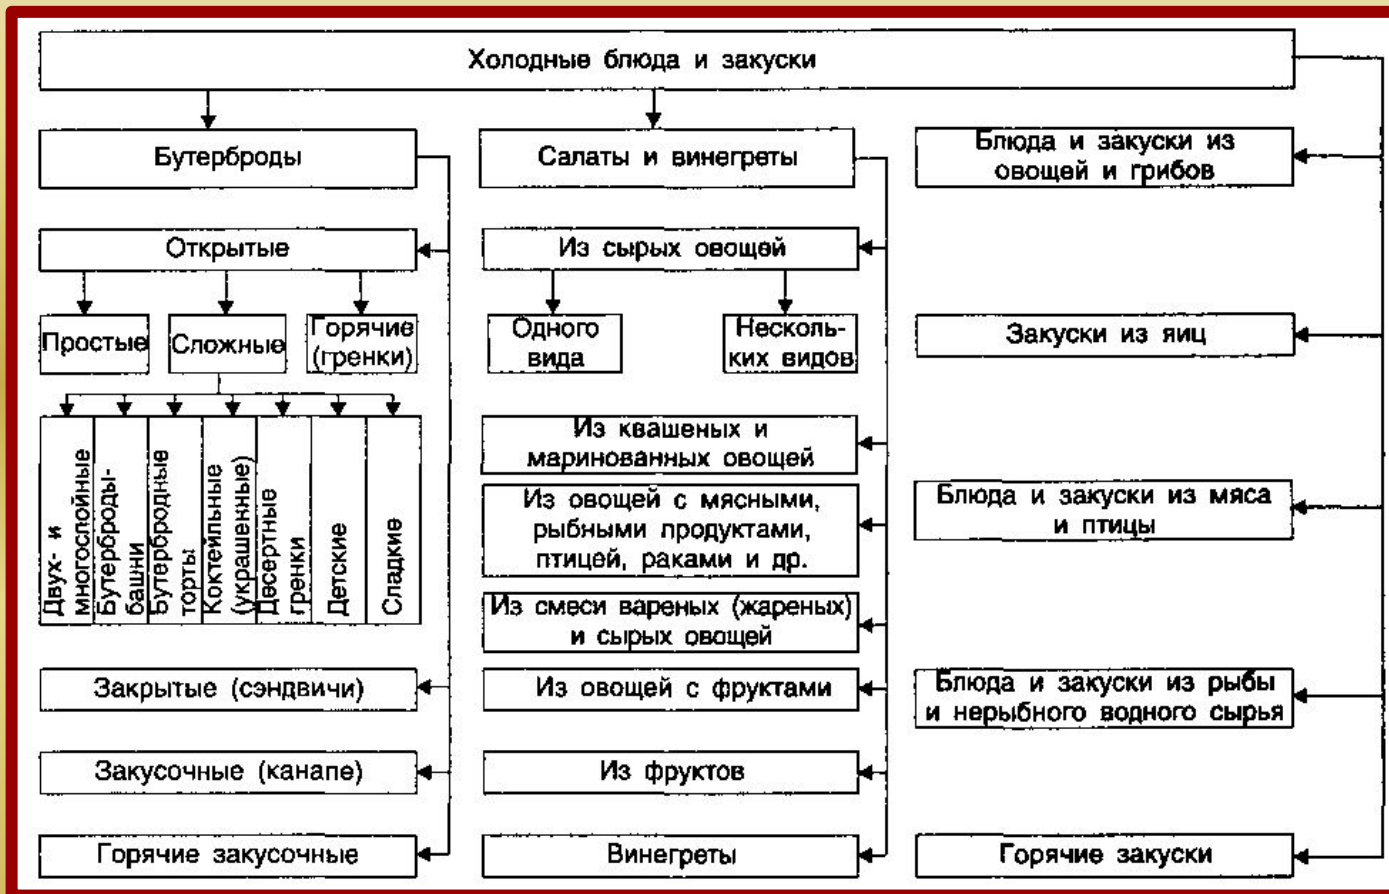 Холодные блюда и закуски
Бутерброды
Открытые
Простые
Сложные
Горячие
(гренки)
Двух- и
многослойные
Бутерброды-
башни
Бутербродные
торты
Коктейльные
(украшенные)
Десертные
гренки
Детские
Сладкие
Закрытые (сэндвичи)
Закусочные (канапе)
Горячие закусочные
Салаты и винегреты
Из сырых овощей
Одного
вида
Несколь-
ких видов
Из квашеных и
маринованных овощей
Из овощей с мясными,
рыбными продуктами,
птицей, раками и др.
Из смеси вареных (жареных)
и сырых овощей
Из овощей с фруктами
Из фруктов
Винегреты
Блюда и закуски из
овощей и грибов
Закуски из яиц
Блюда и закуски из мяса
и птицы
Блюда и закуски из рыбы
и нерыбного водного сырья
Горячие закуски